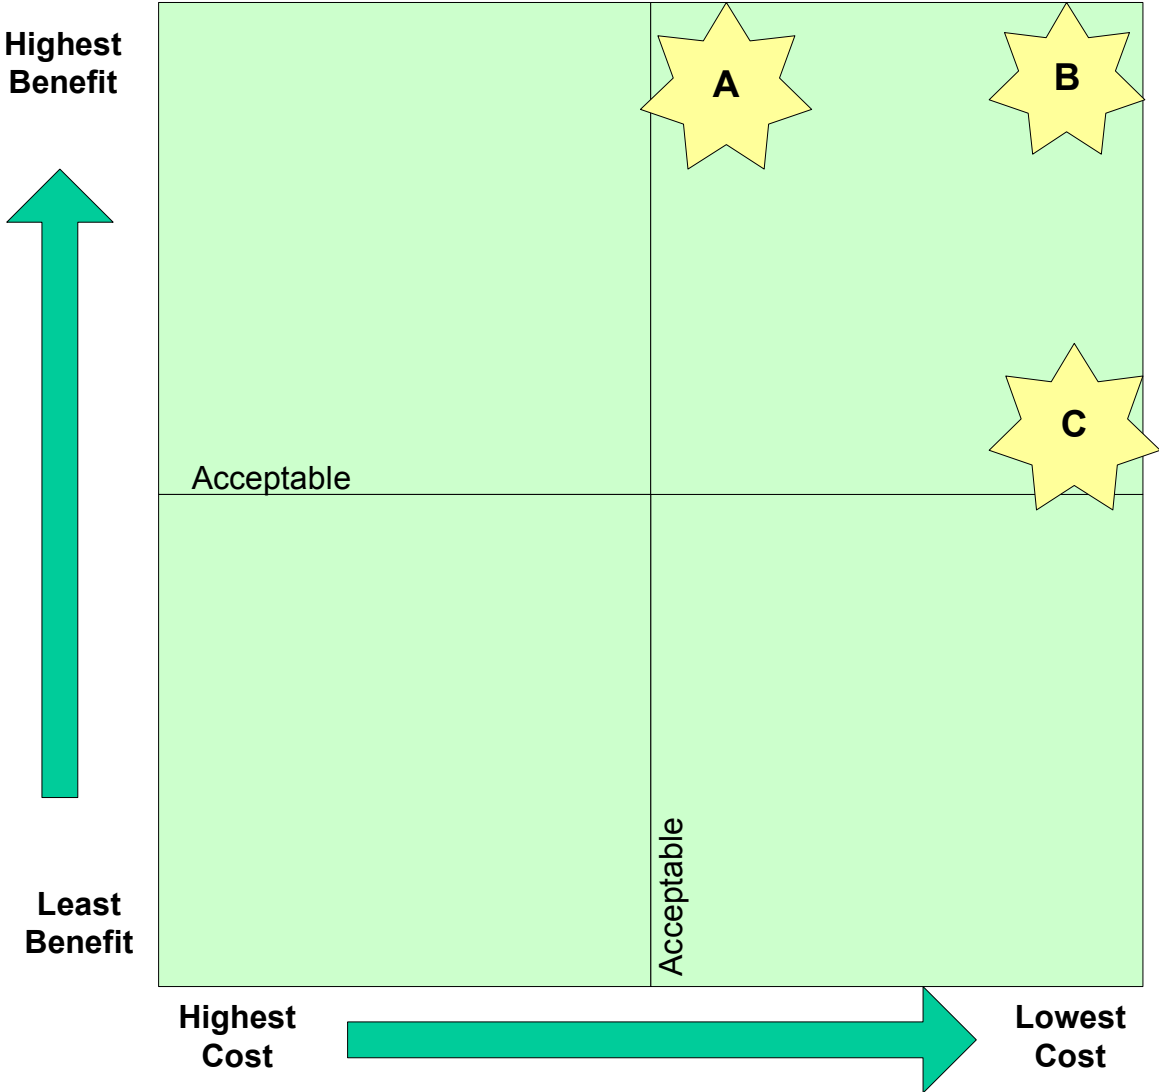 Highest
Benefit
A
B
C
Acceptable
Acceptable
Least
Benefit
Highest
Cost
Lowest
Cost